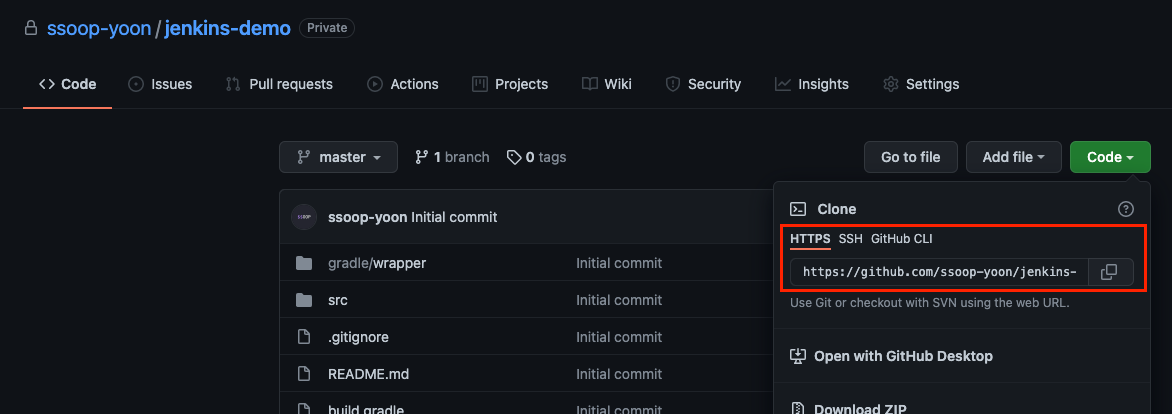 ssoop-yoon / jenkins-demo Private
Code Issues Pull requests Actions Projects Wiki Security Insights Settings
master 1 branch 0 tags Go to file Add file Code
ssoop-yoon Initial commit
gradle/wrapper Initial commit
src Initial commit
.gitignore Initial commit
README.md Initial commit
build.gradle Initial commit
Clone
HTTPS SSH GitHub CLI
https://github.com/ssoop-yoon/jenkins-
Use Git or checkout with SVN using the web URL.
Open with GitHub Desktop
Download ZIP